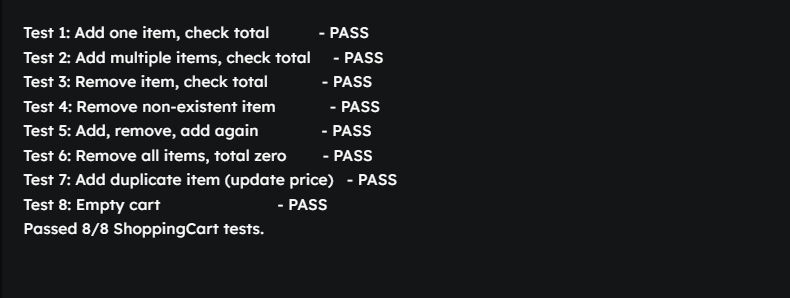 Test 1: Add one item, check total - PASS
Test 2: Add multiple items, check total - PASS
Test 3: Remove item, check total - PASS
Test 4: Remove non-existent item - PASS
Test 5: Add, remove, add again - PASS
Test 6: Remove all items, total zero - PASS
Test 7: Add duplicate item (update price) - PASS
Test 8: Empty cart - PASS
Passed 8/8 ShoppingCart tests.